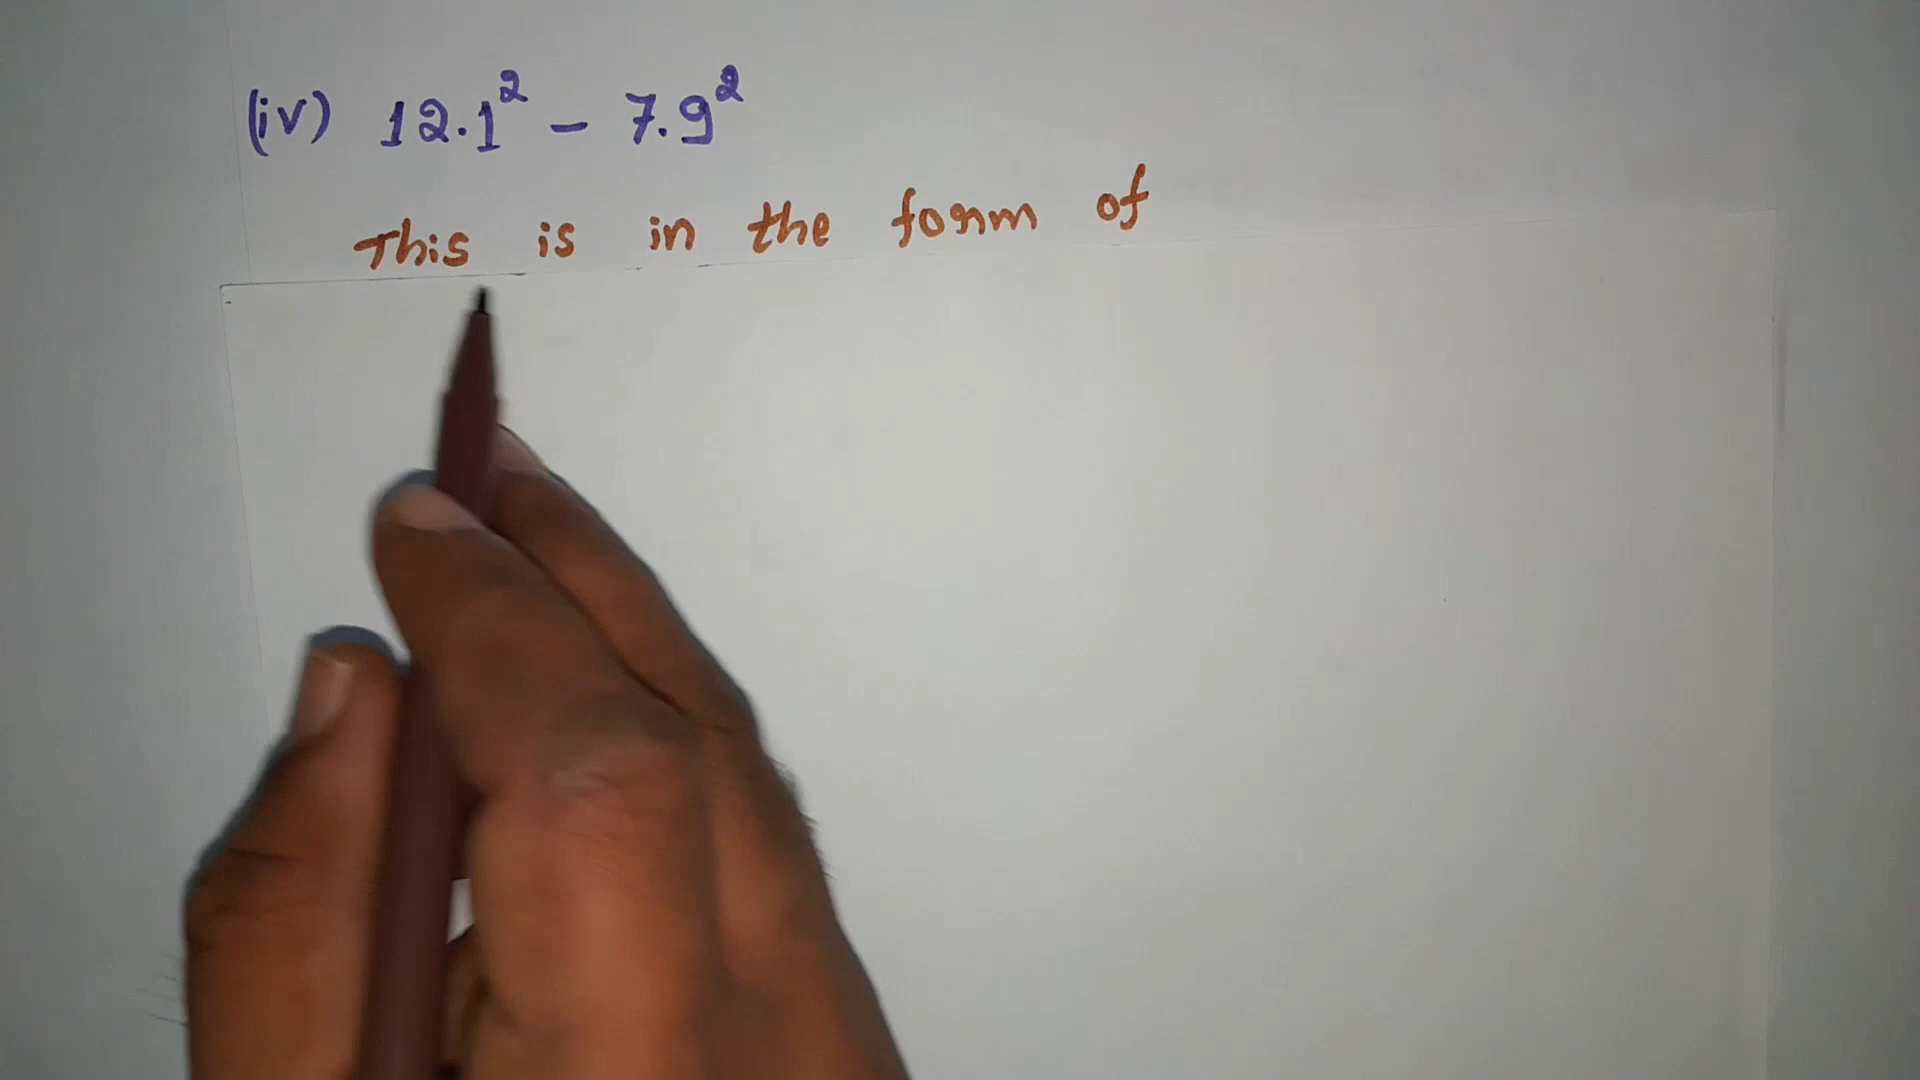 (iv) 12.1² - 7.9²
This is in the form of